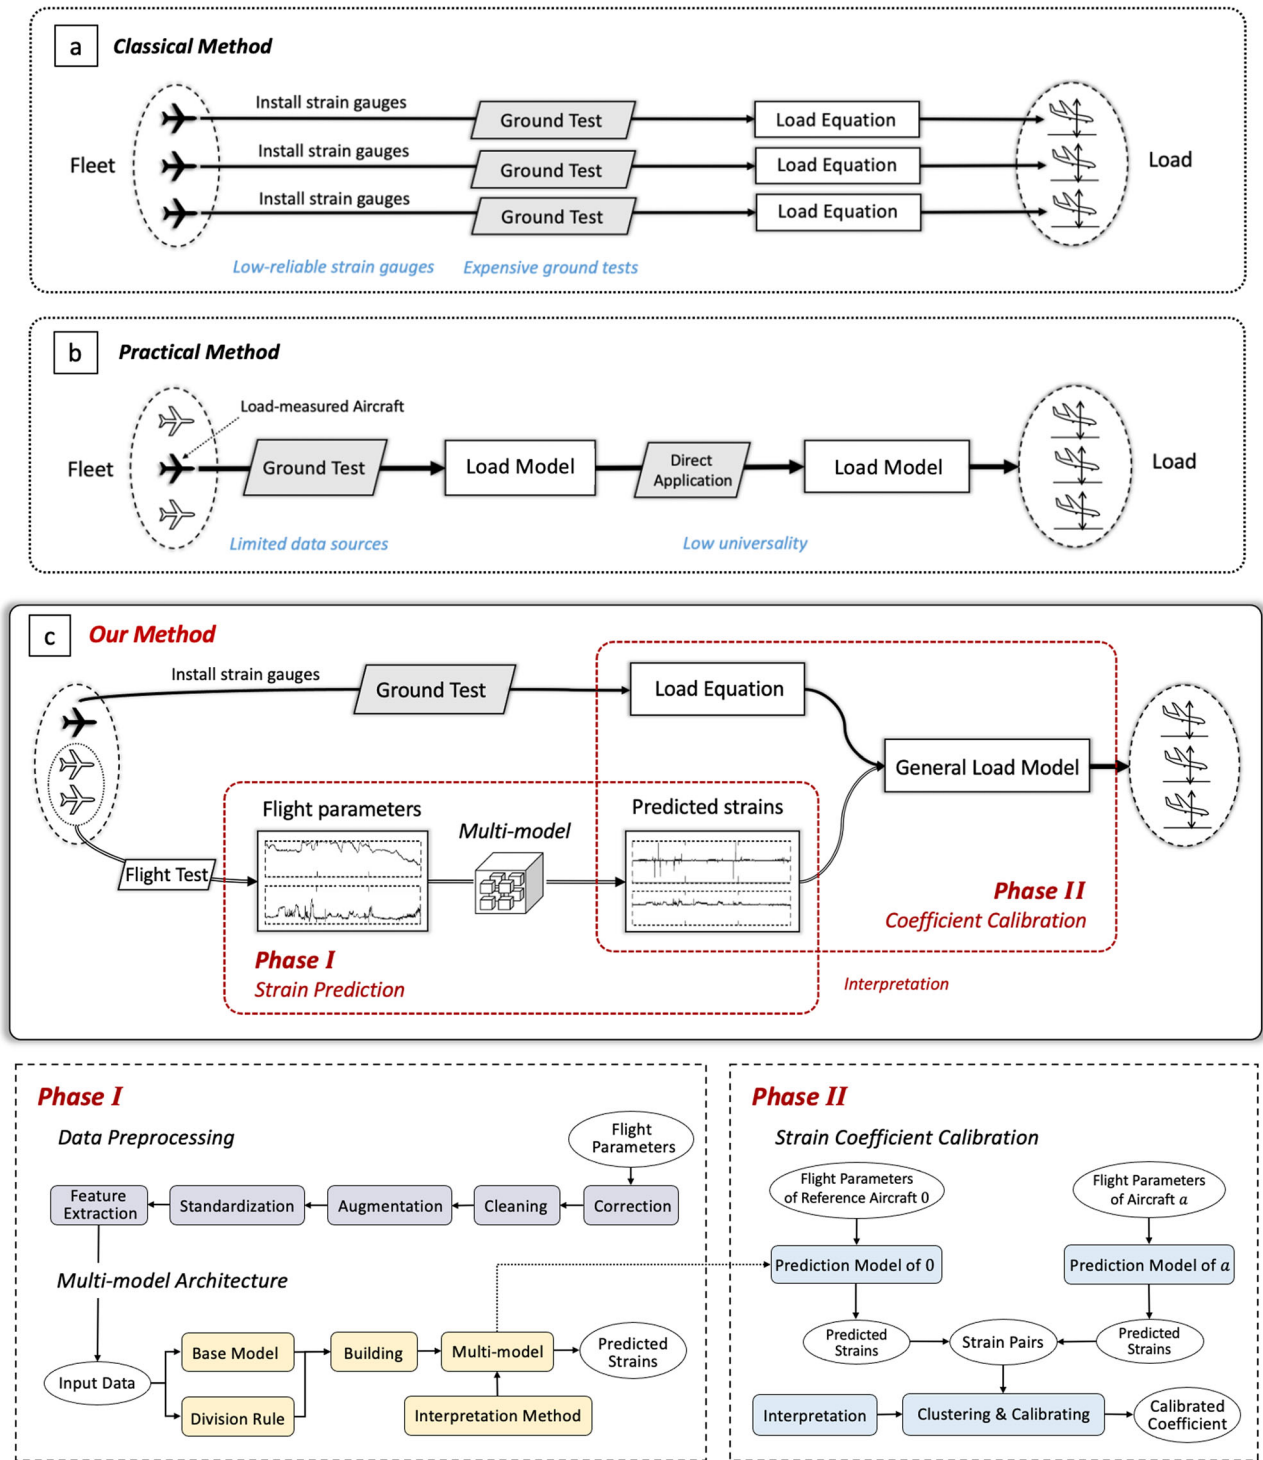 a
Classical Method
Install strain gauges
Ground Test
Load Equation
Fleet
Install strain gauges
Ground Test
Load Equation
Load
Install strain gauges
Ground Test
Load Equation
Low-reliable strain gauges
Expensive ground tests
b
Practical Method
Load-measured Aircraft
Fleet
Ground Test
Load Model
Direct
Application
Load Model
Load
Limited data sources
Low universality
c
Our Method
Install strain gauges
Ground Test
Load Equation
General Load Model
Flight parameters
Multi-model
Predicted strains
Flight Test
Phase II
Coefficient Calibration
Phase I
Strain Prediction
Interpretation
Phase I
Data Preprocessing
Flight
Parameters
Feature
Extraction
Standardization
Augmentation
Cleaning
Correction
Multi-model Architecture
Input Data
Base Model
Division Rule
Building
Multi-model
Predicted
Strains
Interpretation Method
Phase II
Strain Coefficient Calibration
Flight Parameters
of Reference Aircraft 0
Flight Parameters
of Aircraft a
Prediction Model of 0
Prediction Model of a
Predicted
Strains
Strain Pairs
Predicted
Strains
Interpretation
Clustering & Calibrating
Calibrated
Coefficient